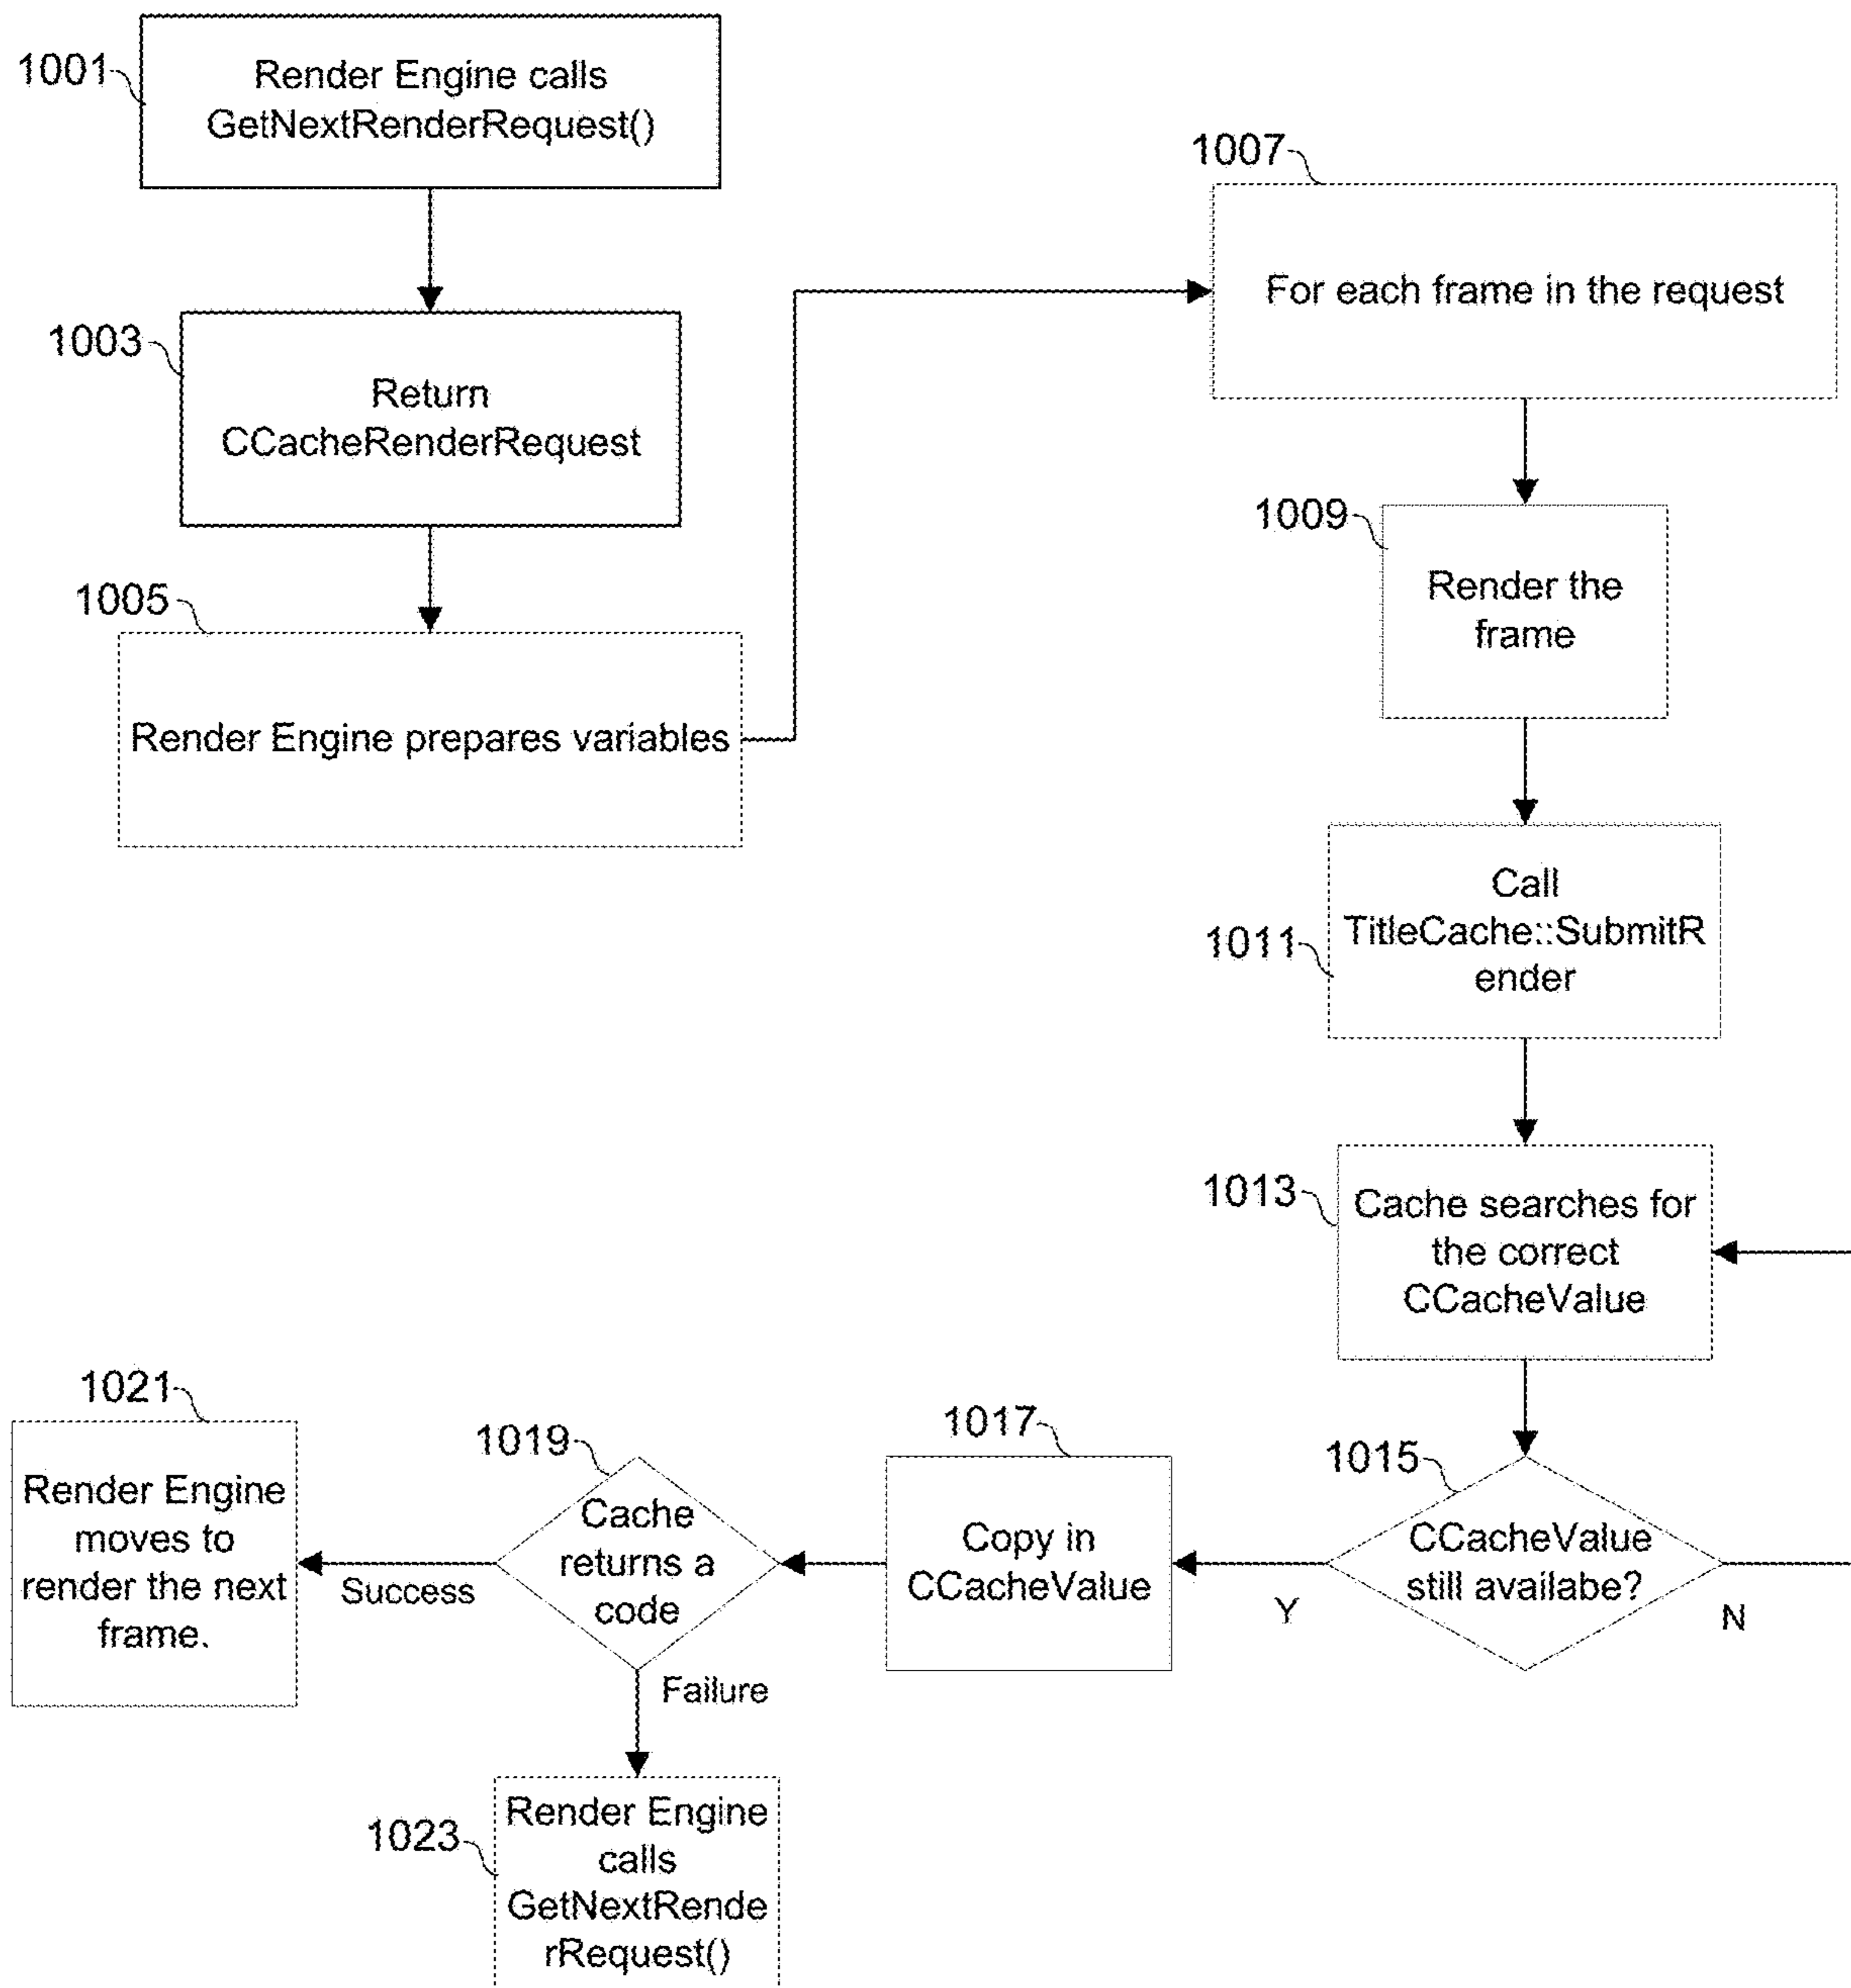 1001
Render Engine calls
GetNextRenderRequest()
1003
Return
CCacheRenderRequest
1005
Render Engine prepares variables
1007
For each frame in the request
1009
Render the
frame
1011
Call
TitleCache::SubmitR
ender
1013
Cache searches for
the correct
CCacheValue
1015
CCacheValue
still availabe?
Y
N
1017
Copy in
CCacheValue
1019
Cache
returns a
code
Success
Failure
1021
Render Engine
moves to
render the next
frame.
1023
Render Engine
calls
GetNextRende
rRequest()